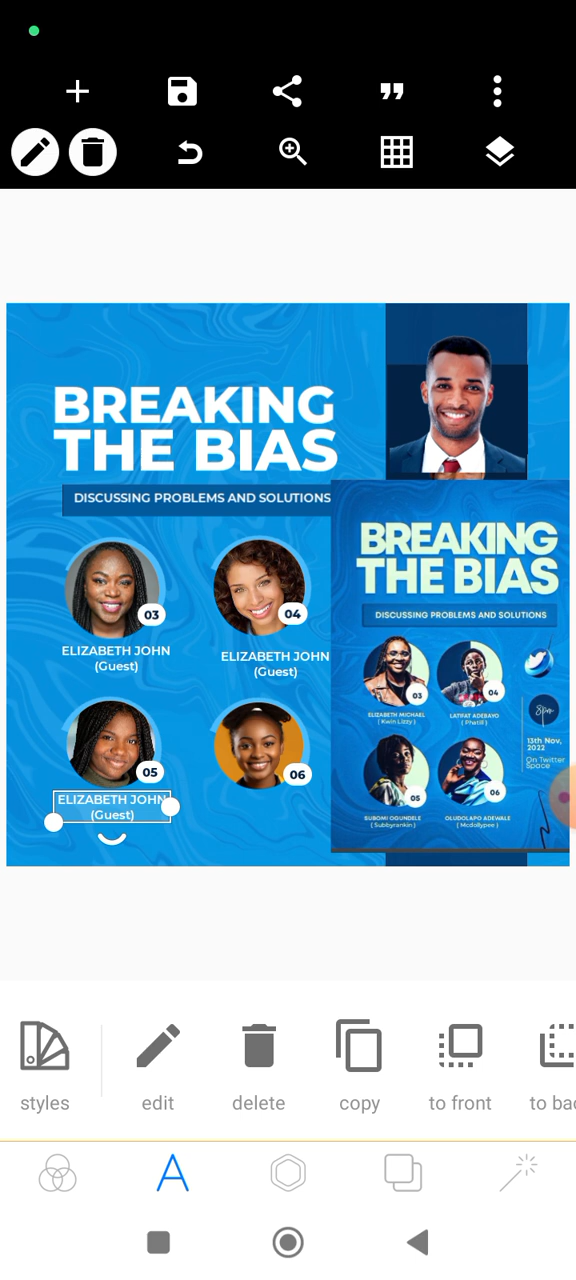 BREAKING
THE BIAS
DISCUSSING PROBLEMS AND SOLUTIONS
03
04
ELIZABETH JOHN
(Guest)
ELIZABETH JOHN
(Guest)
05
06
ELIZABETH JOHN
(Guest)
BREAKING
THE BIAS
DISCUSSING PROBLEMS AND SOLUTIONS
03
04
ELIZABETH MICHAEL
( Kwin Lizzy )
LATIFAT ADEBAYO
( Phatill )
8pm
13th Nov,
2022
On Twitter
Space
05
06
SUBOMI OGUNDELE
( Subbyrankin )
OLUDOLAPO ADEWALE
( Mcdollypee )
styles
edit
delete
copy
to front
to bac